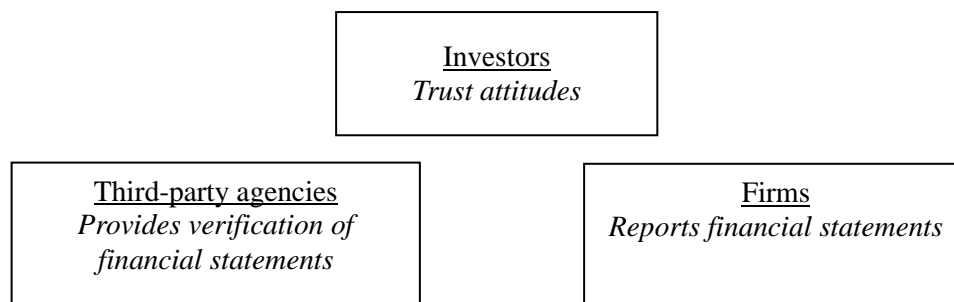 Investors
Trust attitudes
Third-party agencies
Provides verification of
financial statements
Firms
Reports financial statements